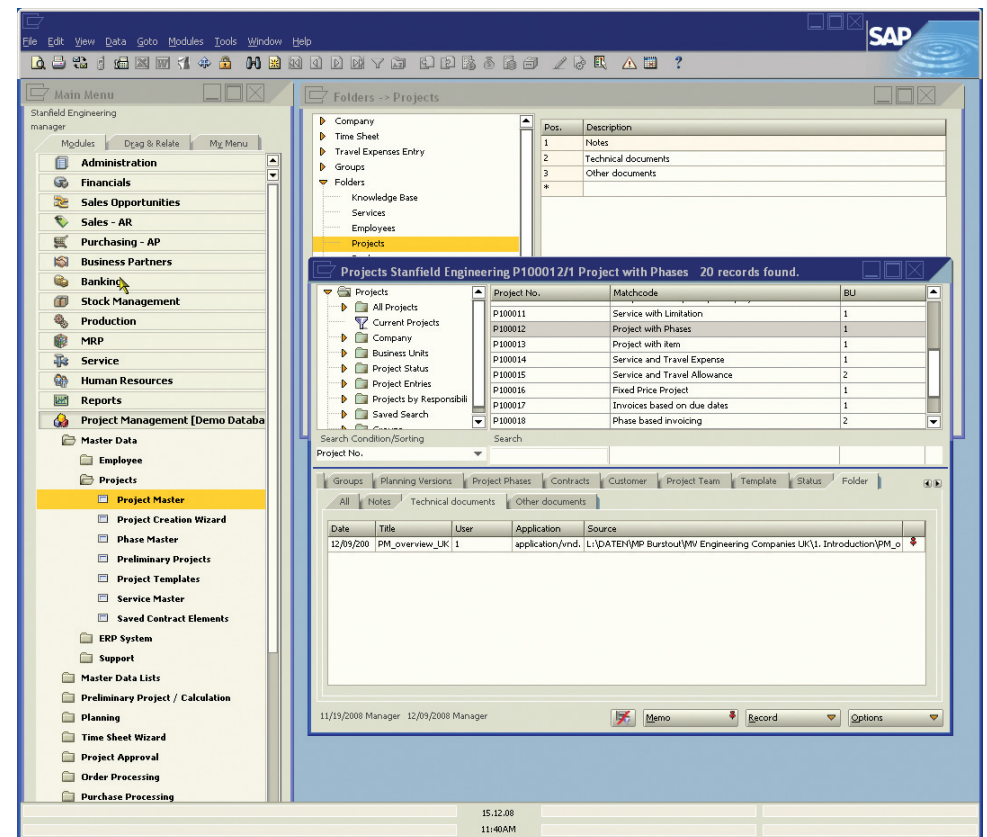 SAP
File Edit View Data Goto Modules Tools Window Help
Main Menu
Stanfield Engineering
manager
Modules Drag & Relate My Menu
Administration
Financials
Sales Opportunities
Sales - AR
Purchasing - AP
Business Partners
Banking
Stock Management
Production
MRP
Service
Human Resources
Reports
Project Management [Demo Databa
Master Data
Employee
Projects
Project Master
Project Creation Wizard
Phase Master
Preliminary Projects
Project Templates
Service Master
Saved Contract Elements
ERP System
Support
Master Data Lists
Preliminary Project / Calculation
Planning
Time Sheet Wizard
Project Approval
Order Processing
Purchase Processing
Folders -> Projects
Company
Time Sheet
Travel Expenses Entry
Groups
Folders
Knowledge Base
Services
Employees
Projects
Pos. Description
1 Notes
2 Technical documents
3 Other documents
*
Projects Stanfield Engineering P100012/1 Project with Phases 20 records found.
Projects
All Projects
Current Projects
Company
Business Units
Project Status
Project Entries
Projects by Responsibili
Saved Search
Project No. Matchcode BU
P100011 Service with Limitation 1
P100012 Project with Phases 1
P100013 Project with item 1
P100014 Service and Travel Expense 1
P100015 Service and Travel Allowance 2
P100016 Fixed Price Project 1
P100017 Invoices based on due dates 1
P100018 Phase based invoicing 2
Search Condition/Sorting Search
Project No.
Groups Planning Versions Project Phases Contracts Customer Project Team Template Status Folder
All Notes Technical documents Other documents
Date Title User Application Source
12/09/200 PM_overview_UK 1 application/vnd. L:\DATEN\MP Burstout\MV Engineering Companies UK\1. Introduction\PM_o
11/19/2008 Manager 12/09/2008 Manager
Memo Record Options
15.12.08
11:40AM